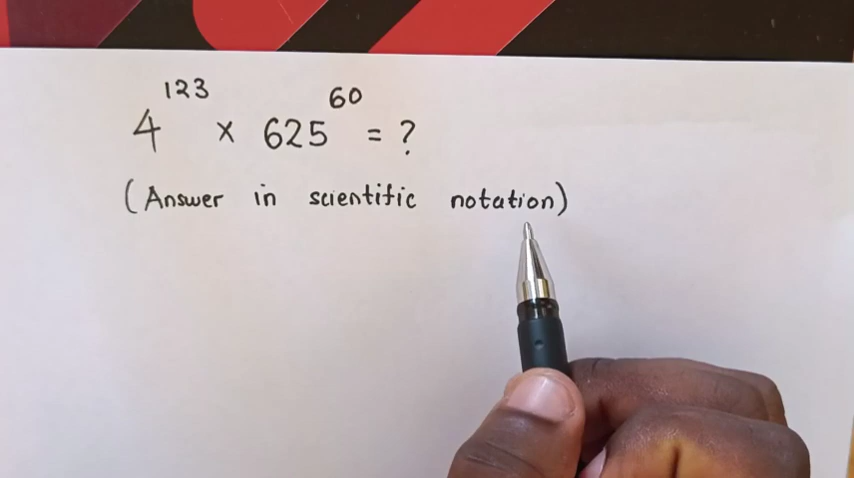 4^123 x 625^60 = ?
(Answer in scientific notation)